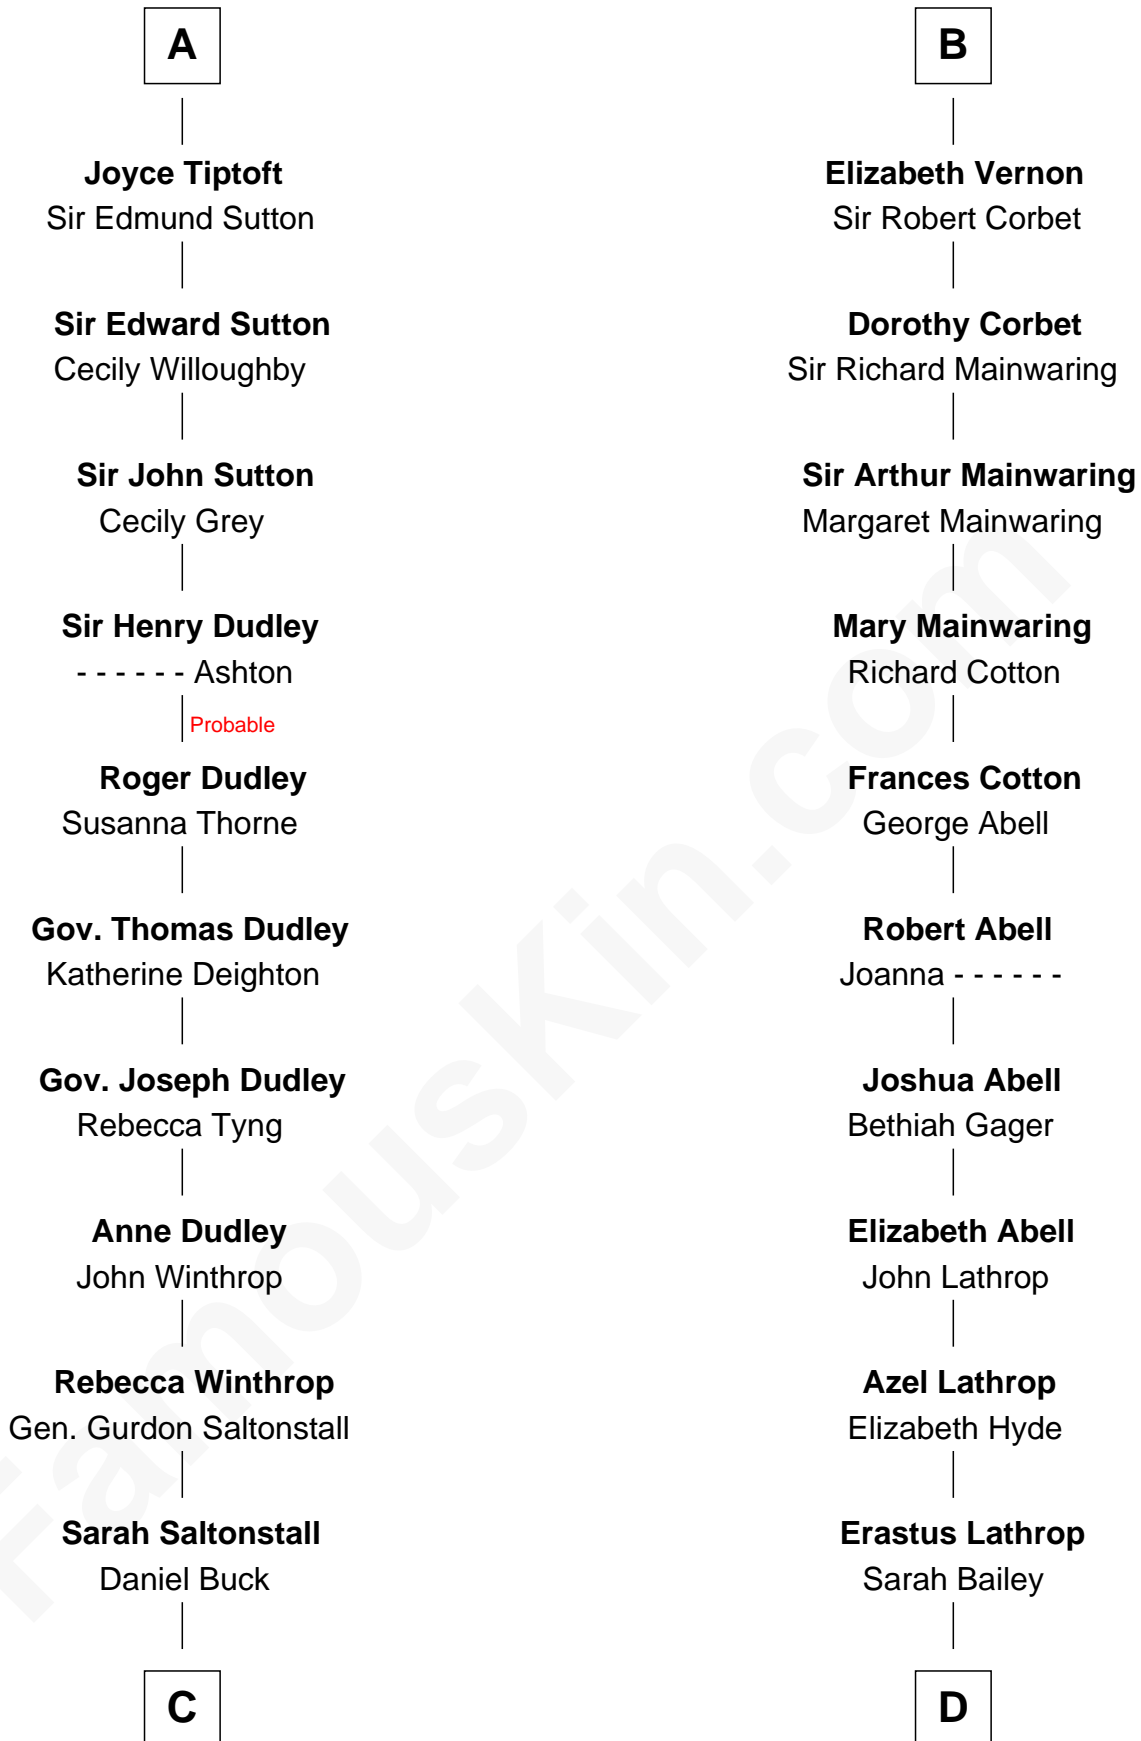 A
Joyce Tiptoft
Sir Edmund Sutton
Sir Edward Sutton
Cecily Willoughby
Sir John Sutton
Cecily Grey
Sir Henry Dudley
- - - - - - Ashton
Probable
Roger Dudley
Susanna Thorne
Gov. Thomas Dudley
Katherine Deighton
Gov. Joseph Dudley
Rebecca Tyng
Anne Dudley
John Winthrop
Rebecca Winthrop
Gen. Gurdon Saltonstall
Sarah Saltonstall
Daniel Buck
C
B
Elizabeth Vernon
Sir Robert Corbet
Dorothy Corbet
Sir Richard Mainwaring
Sir Arthur Mainwaring
Margaret Mainwaring
Mary Mainwaring
Richard Cotton
Frances Cotton
George Abell
Robert Abell
Joanna - - - - - -
Joshua Abell
Bethiah Gager
Elizabeth Abell
John Lathrop
Azel Lathrop
Elizabeth Hyde
Erastus Lathrop
Sarah Bailey
D
FamousKin.com